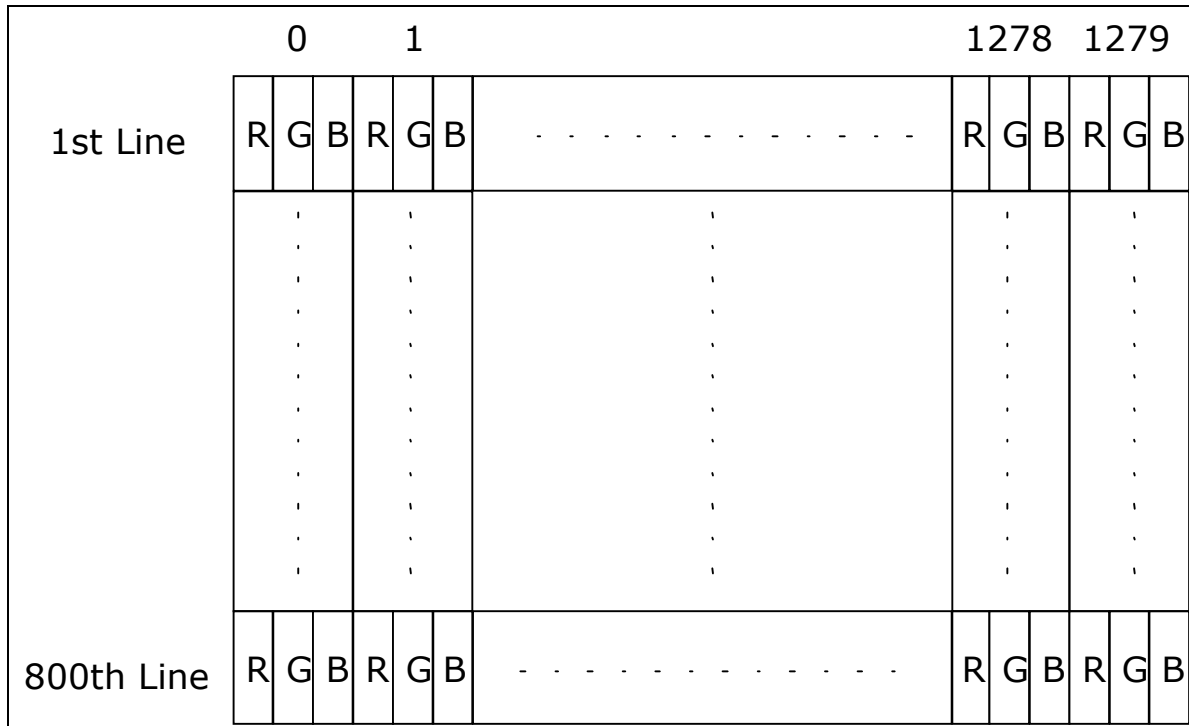 0 1 1278 1279
1st Line R G B R G B - - - - - - - - - - - - R G B R G B
800th Line R G B R G B - - - - - - - - - - - - R G B R G B